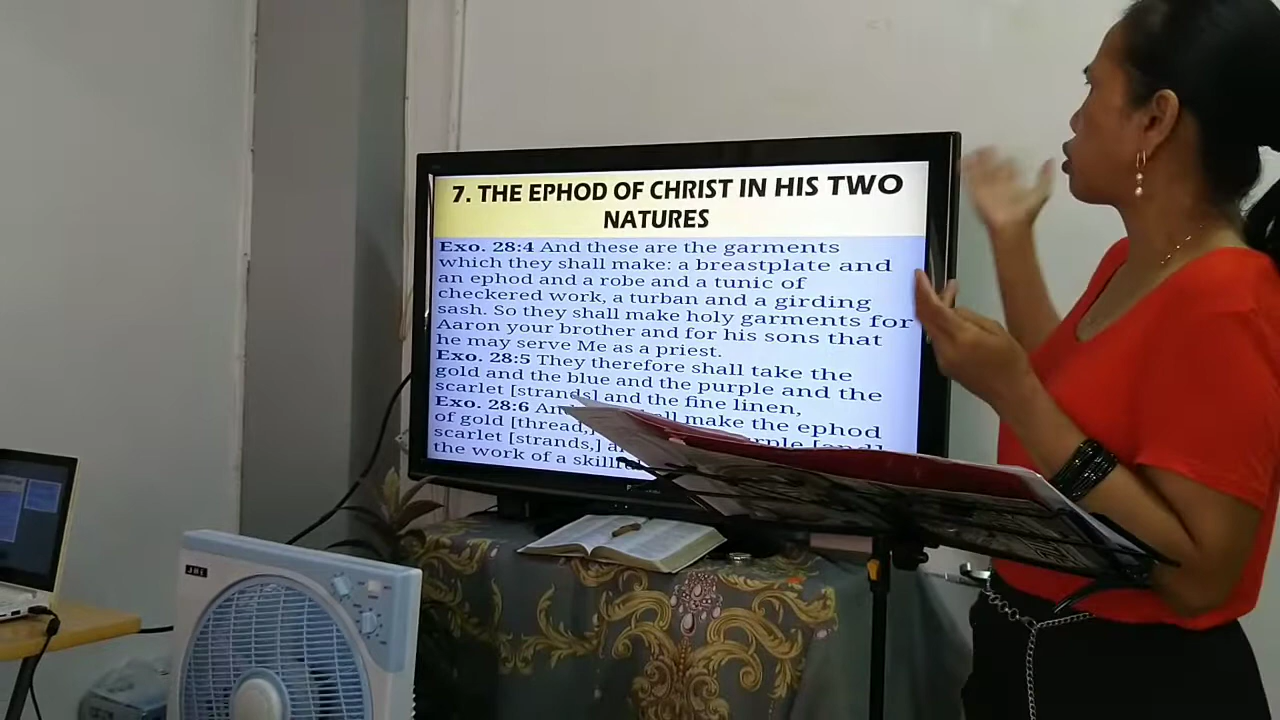 7. THE EPHOD OF CHRIST IN HIS TWO
NATURES
Exo. 28:4 And these are the garments
which they shall make: a breastplate and
an ephod and a robe and a tunic of
checkered work, a turban and a girding
sash. So they shall make holy garments for
Aaron your brother and for his sons that
he may serve Me as a priest.
Exo. 28:5 They therefore shall take the
gold and the blue and the purple and the
scarlet [strands] and the fine linen,
Exo. 28:6 And make the ephod
of gold [thread,] [and]
scarlet [strands,]
the work of a